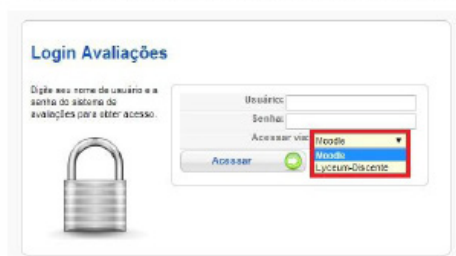 Login Avaliações
Digite seu nome de usuário e a
senha do sistema de
avaliações para obter acesso.
Usuário:
Senha:
Acessar via:
Moodle
Moodle
Lyceum-Discente
Acessar